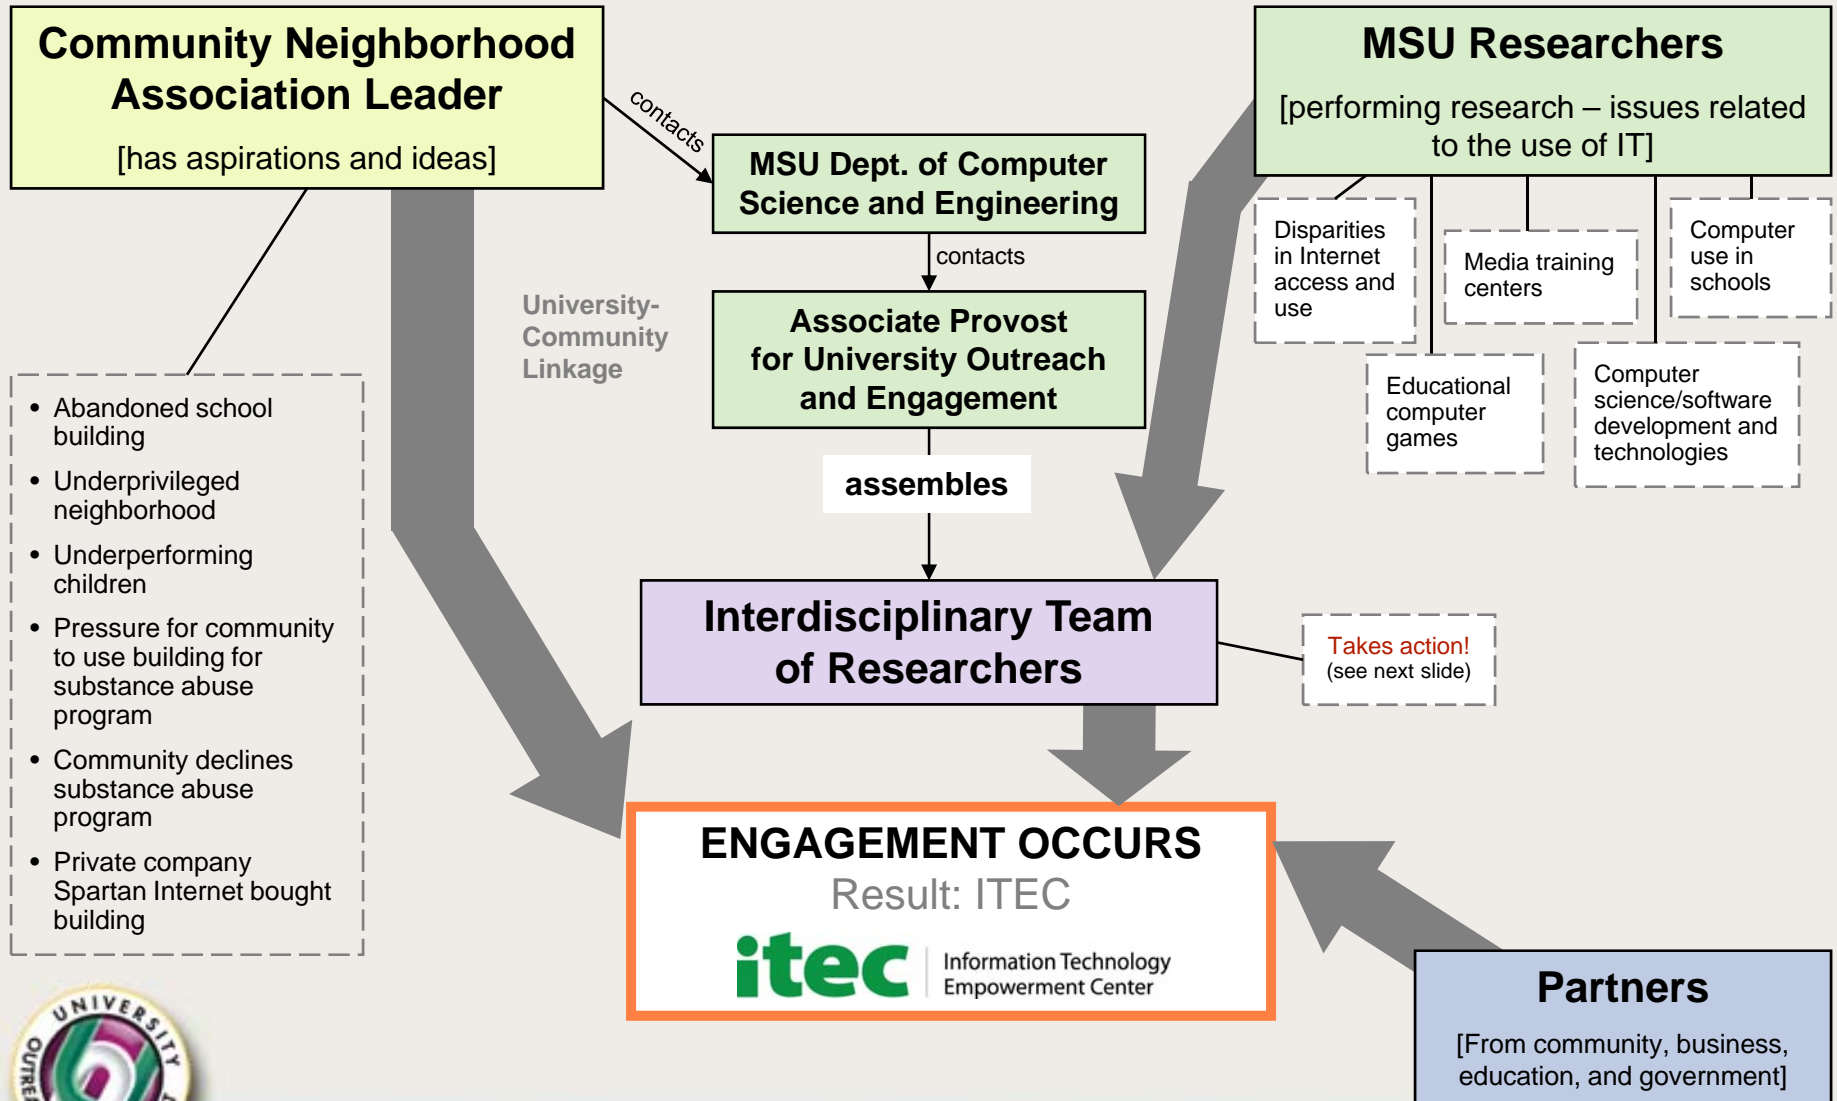 Community Neighborhood
Association Leader
[has aspirations and ideas]
contacts
MSU Dept. of Computer
Science and Engineering
contacts
Associate Provost
for University Outreach
and Engagement
assembles
University-
Community
Linkage
MSU Researchers
[performing research – issues related
to the use of IT]
Disparities
in Internet
access and
use
Media training
centers
Computer
use in
schools
Educational
computer
games
Computer
science/software
development and
technologies
• Abandoned school
building
• Underprivileged
neighborhood
• Underperforming
children
• Pressure for community
to use building for
substance abuse
program
• Community declines
substance abuse
program
• Private company
Spartan Internet bought
building
Interdisciplinary Team
of Researchers
Takes action!
(see next slide)
ENGAGEMENT OCCURS
Result: ITEC
itec
Information Technology
Empowerment Center
Partners
[From community, business,
education, and government]
UNIVERSITY